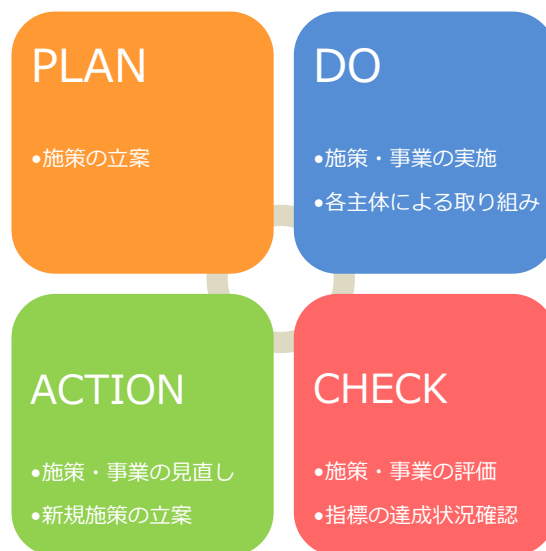 PLAN
•施策の立案
DO
•施策・事業の実施
•各主体による取り組み
ACTION
•施策・事業の見直し
•新規施策の立案
CHECK
•施策・事業の評価
•指標の達成状況確認